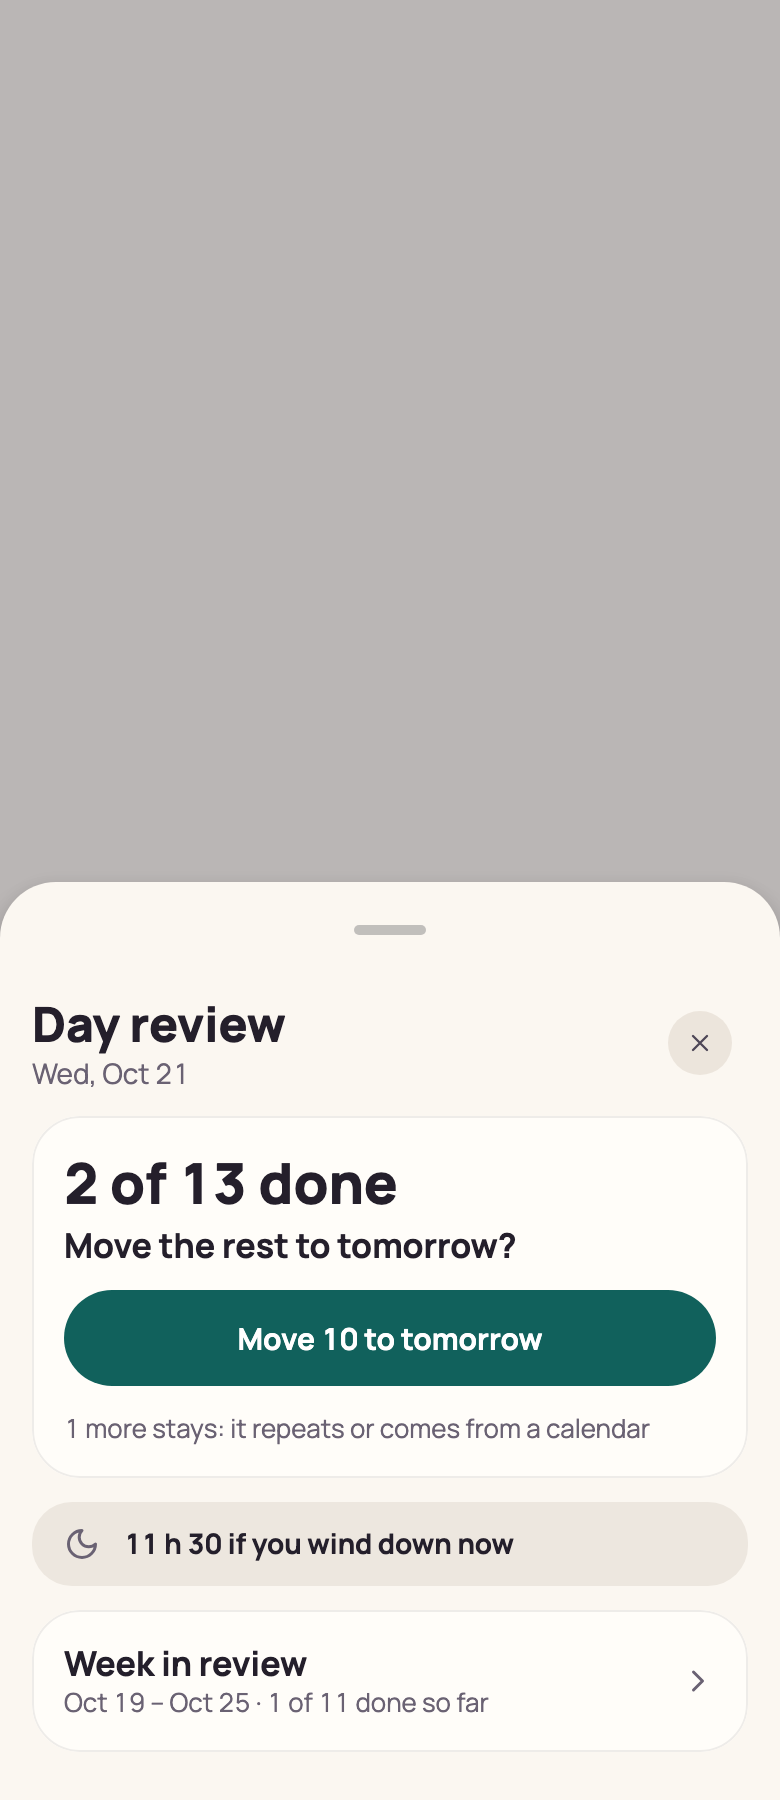 Day review
Wed, Oct 21
2 of 13 done
Move the rest to tomorrow?
Move 10 to tomorrow
1 more stays: it repeats or comes from a calendar
11 h 30 if you wind down now
Week in review
Oct 19 – Oct 25 · 1 of 11 done so far